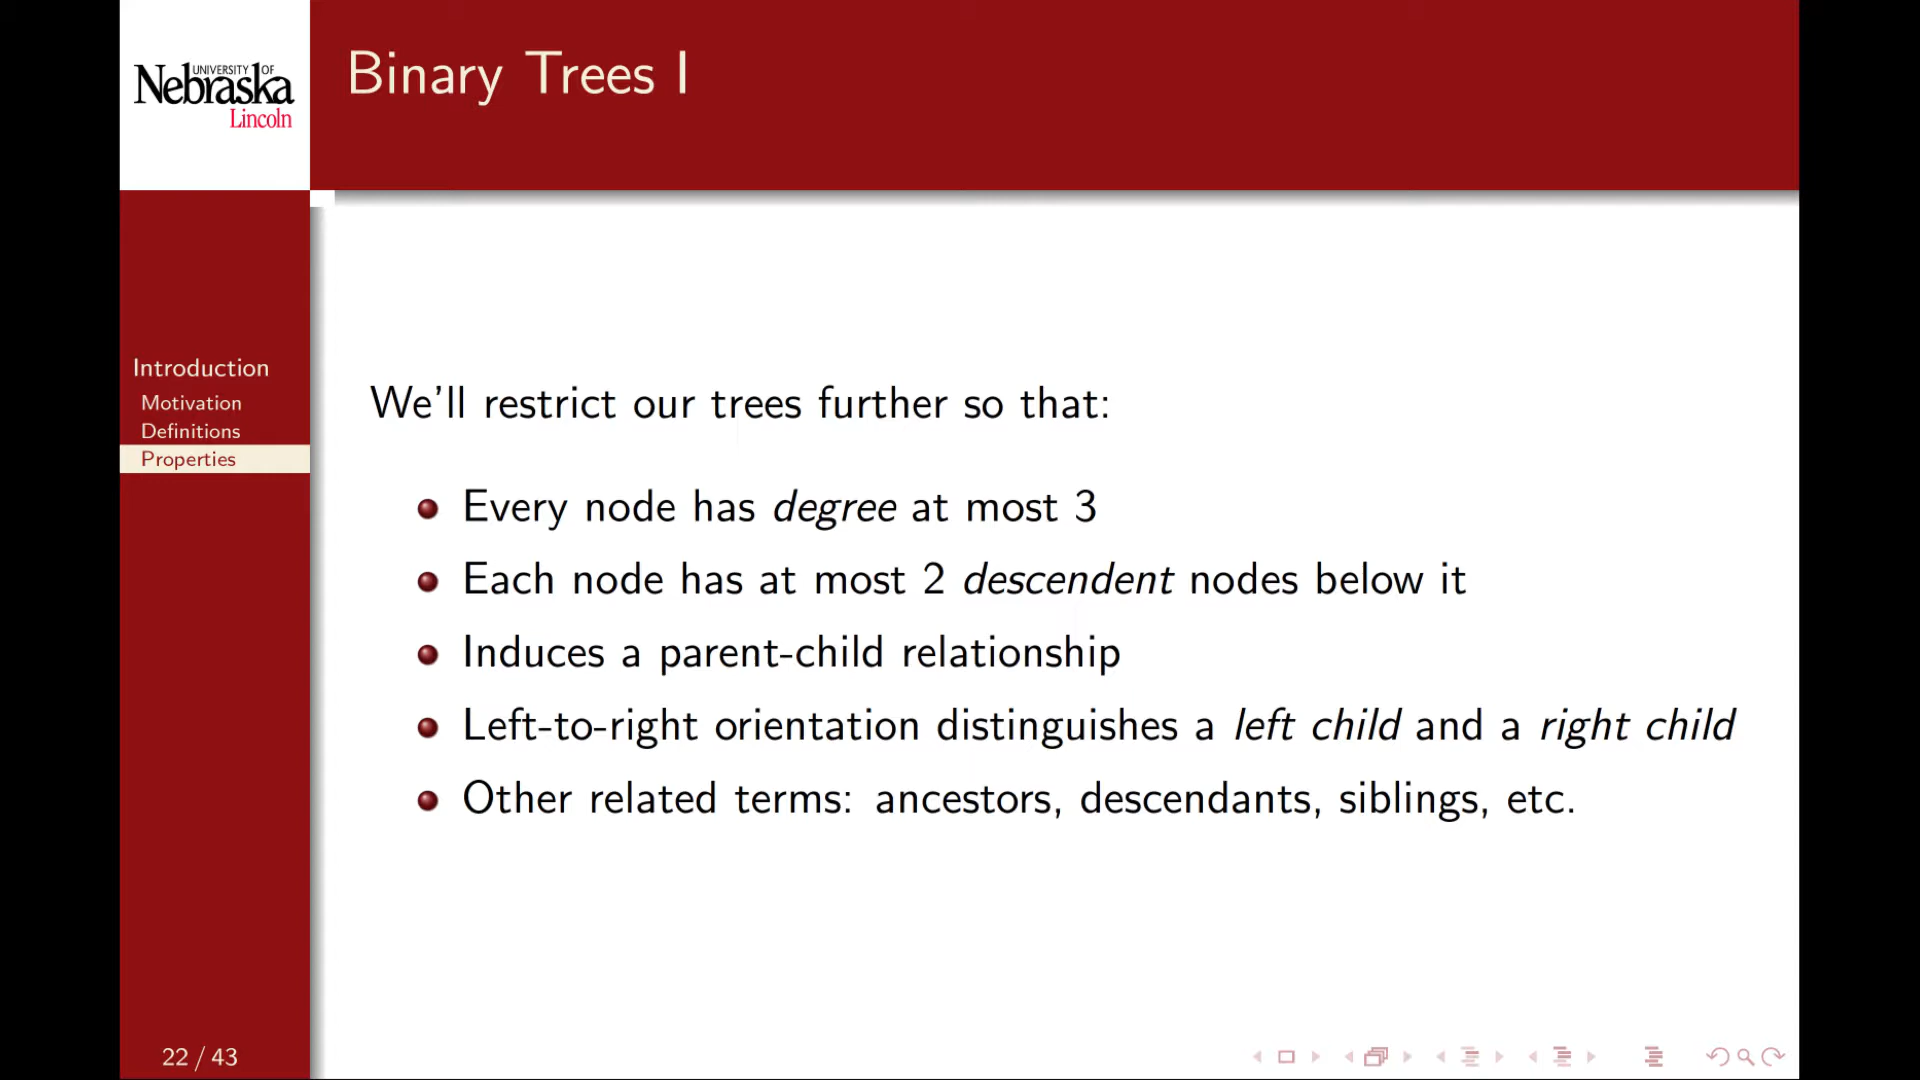 UNIVERSITY OF
Nebraska
Lincoln
Binary Trees I
Introduction
Motivation
Definitions
Properties
We'll restrict our trees further so that:
Every node has degree at most 3
Each node has at most 2 descendent nodes below it
Induces a parent-child relationship
Left-to-right orientation distinguishes a left child and a right child
Other related terms: ancestors, descendants, siblings, etc.
22 / 43